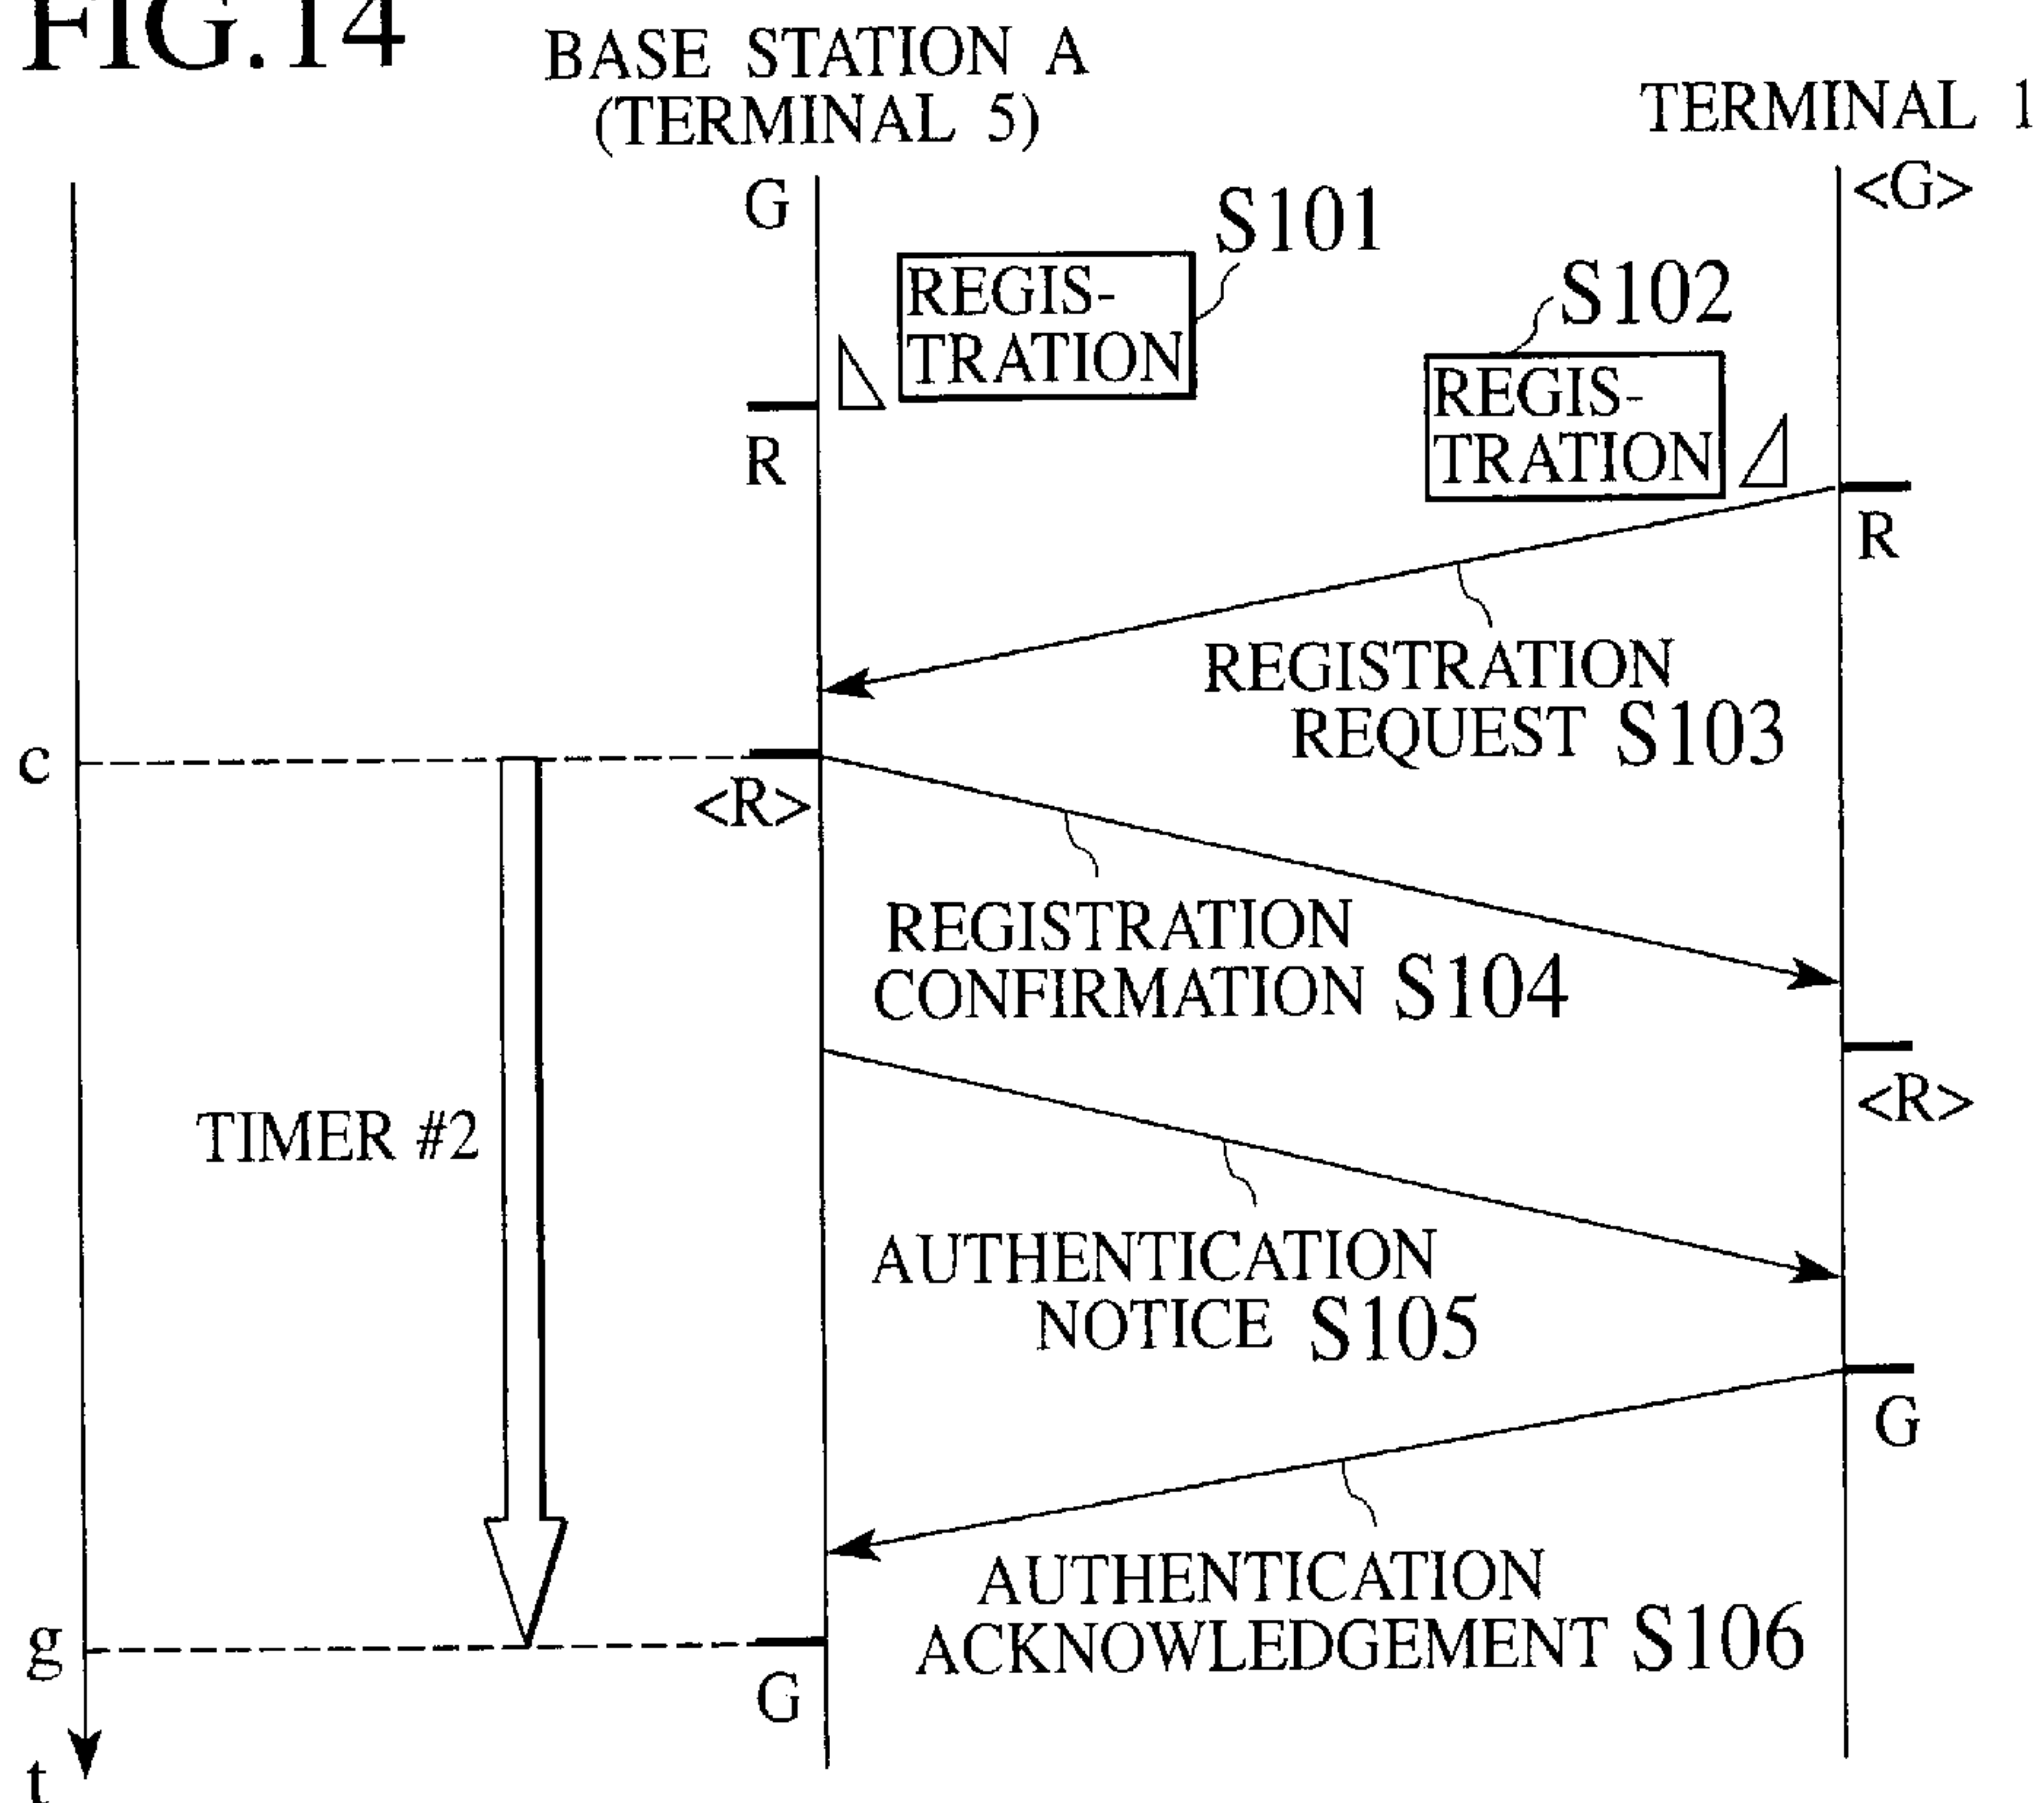 FIG.14
BASE STATION A
(TERMINAL 5)
TERMINAL 1
G
<G>
S101
REGIS-
TRATION
S102
REGIS-
TRATION
R
R
REGISTRATION
REQUEST S103
c
<R>
REGISTRATION
CONFIRMATION S104
<R>
TIMER #2
AUTHENTICATION
NOTICE S105
G
AUTHENTICATION
ACKNOWLEDGEMENT S106
g
G
t